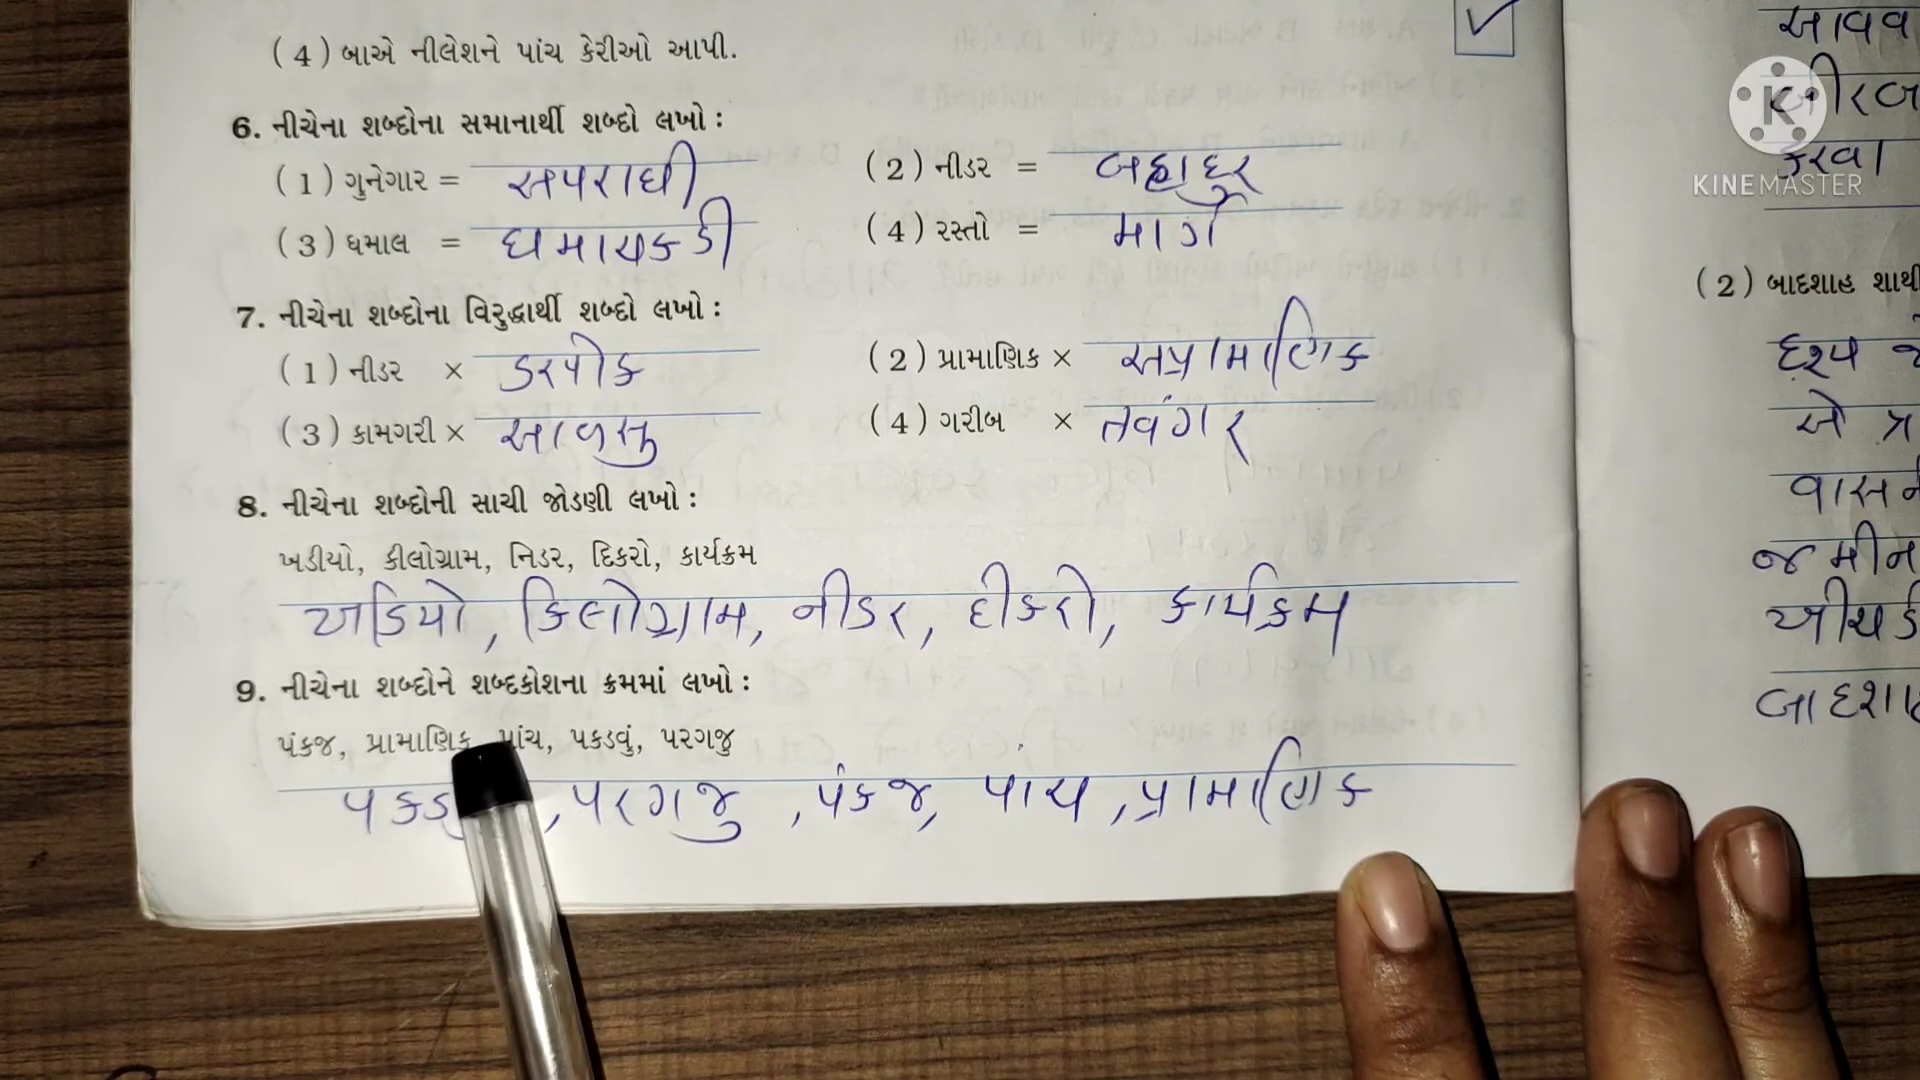 (4) બાએ નીલેશને પાંચ કેરીઓ આપી. ✓
6. નીચેના શબ્દોના સમાનાર્થી શબ્દો લખો :
(1) ગુનેગાર = અપરાધી (2) નીડર = બહાદુર
(3) ધમાલ = ધમાચકડી (4) રસ્તો = માર્ગ
7. નીચેના શબ્દોના વિરુદ્ધાર્થી શબ્દો લખો :
(1) નીડર × ડરપોક (2) પ્રામાણિક × અપ્રામાણિક
(3) કામગરી × આળસુ (4) ગરીબ × તવંગર
8. નીચેના શબ્દોની સાચી જોડણી લખો :
ખડીયો, કીલોગ્રામ, નિડર, દિકરો, કાર્યક્રમ
ખડિયો, કિલોગ્રામ, નીડર, દીકરો, કાર્યક્રમ
9. નીચેના શબ્દોને શબ્દકોશના ક્રમમાં લખો :
પંકજ, પ્રામાણિક, પાંચ, પકડવું, પરગજુ
, પરગજુ , પંકજ, પાંચ , પ્રામાણિક
કરવા
KINEMASTER
(2) બાદશાહ શાથી
દૃશ્ય
એ
જમીન